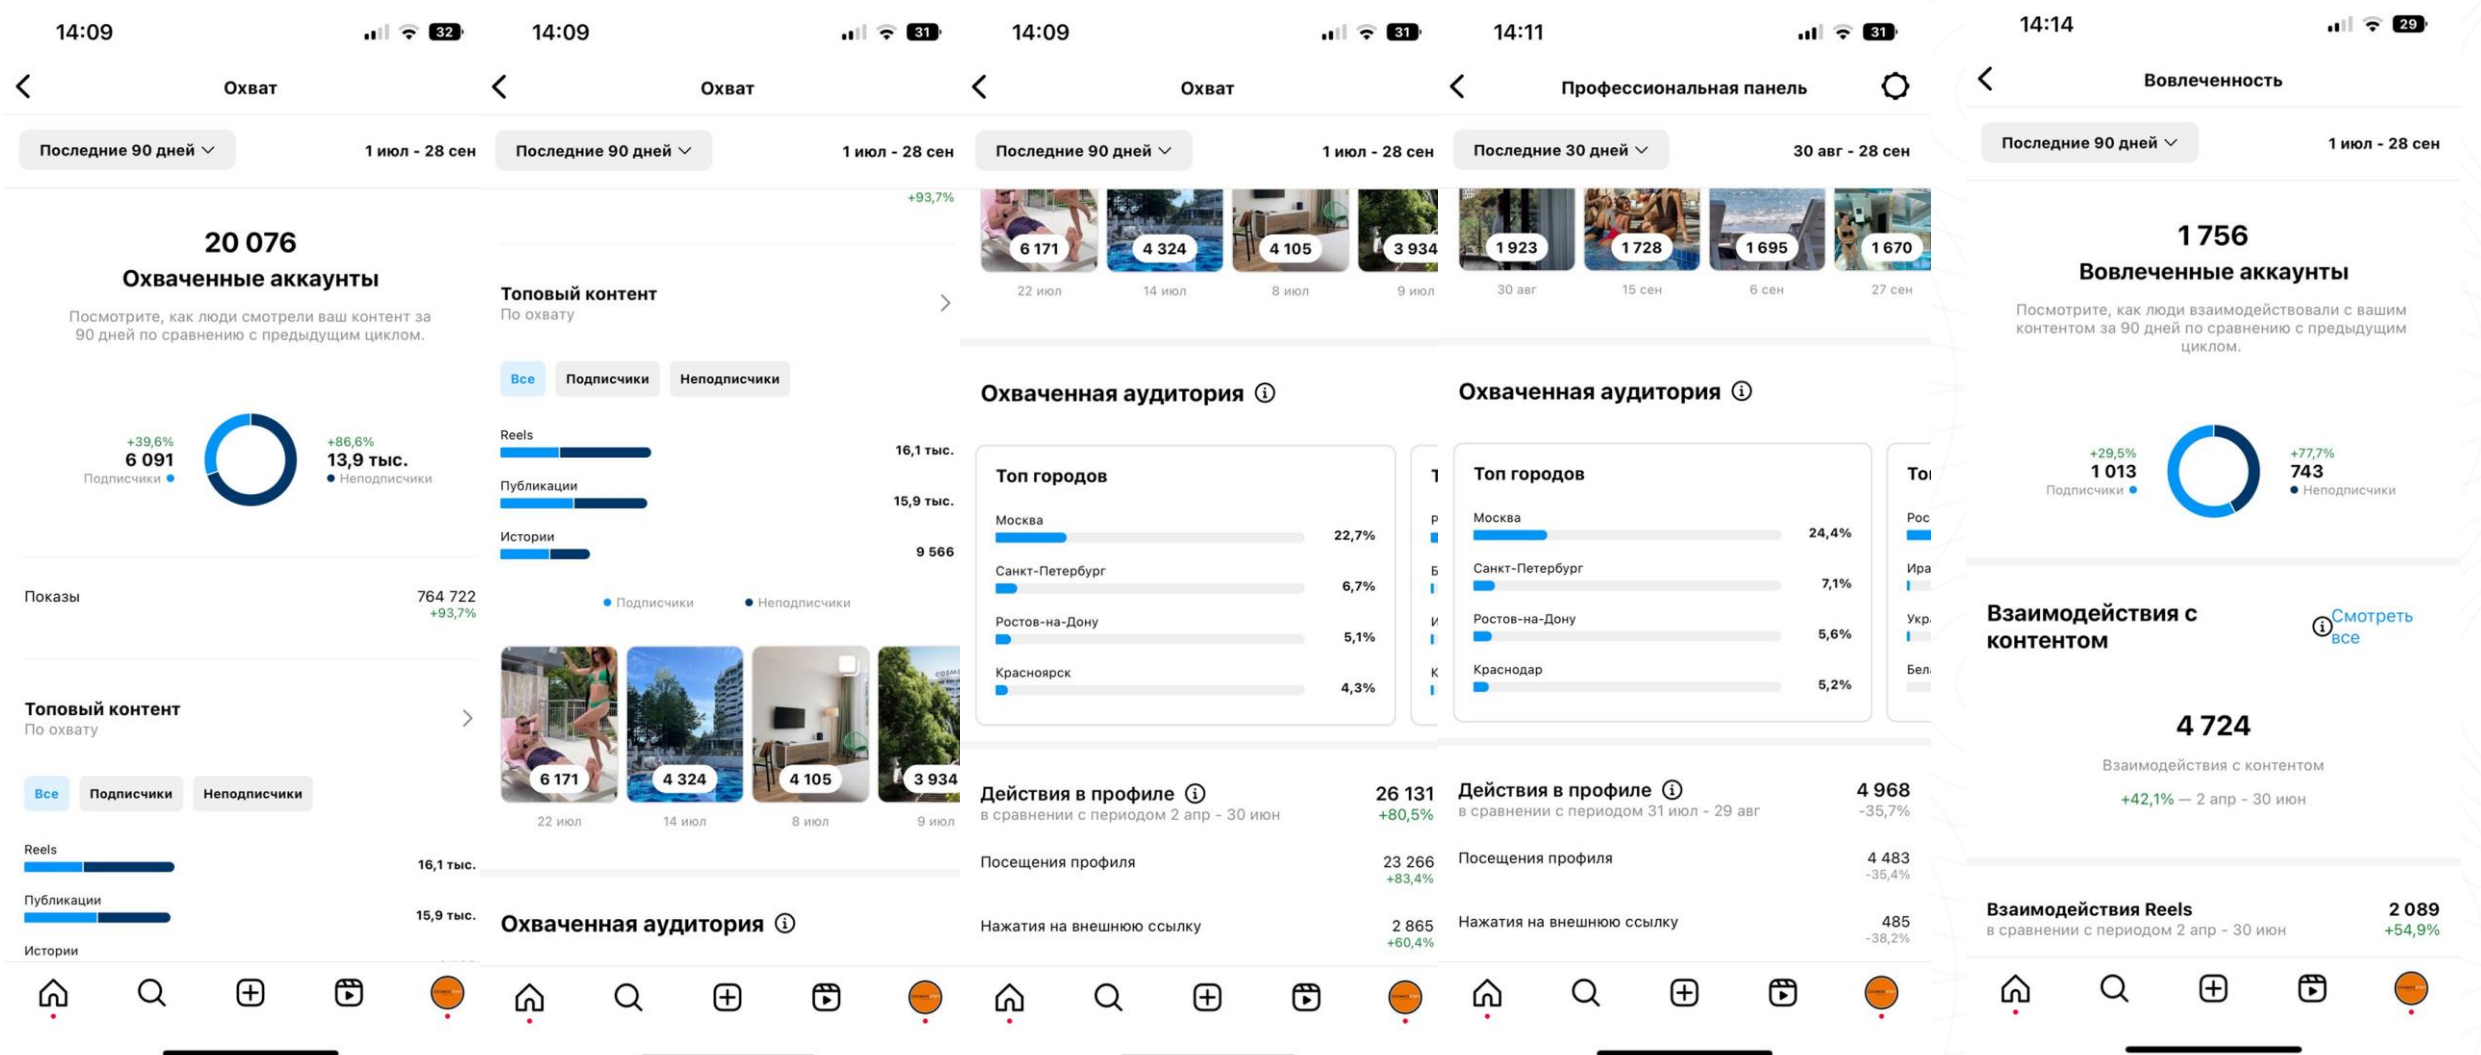 14:09
32
Охват
Последние 90 дней
1 июл - 28 сен
20 076
Охваченные аккаунты
Посмотрите, как люди смотрели ваш контент за
90 дней по сравнению с предыдущим циклом.
+39,6%
6 091
Подписчики
+86,6%
13,9 тыс.
Неподписчики
Показы
764 722
+93,7%
Топовый контент
По охвату
Все
Подписчики
Неподписчики
Reels
16,1 тыс.
Публикации
15,9 тыс.
Истории
14:09
31
Охват
Последние 90 дней
1 июл - 28 сен
+93,7%
Топовый контент
По охвату
Все
Подписчики
Неподписчики
Reels
16,1 тыс.
Публикации
15,9 тыс.
Истории
9 566
Подписчики
Неподписчики
6 171
4 324
4 105
3 934
22 июл
14 июл
8 июл
9 июл
Охваченная аудитория
14:09
31
Охват
Последние 90 дней
1 июл - 28 сен
6 171
4 324
4 105
3 934
22 июл
14 июл
8 июл
9 июл
Охваченная аудитория
Топ городов
Москва
22,7%
Санкт-Петербург
6,7%
Ростов-на-Дону
5,1%
Красноярск
4,3%
Действия в профиле
26 131
в сравнении с периодом 2 апр - 30 июн
+80,5%
Посещения профиля
23 266
+83,4%
Нажатия на внешнюю ссылку
2 865
+60,4%
14:11
31
Профессиональная панель
Последние 30 дней
30 авг - 28 сен
1 923
1 728
1 695
1 670
30 авг
15 сен
6 сен
27 сен
Охваченная аудитория
Топ городов
Москва
24,4%
Санкт-Петербург
7,1%
Ростов-на-Дону
5,6%
Краснодар
5,2%
Рос
Ира
Укр
Бел
Действия в профиле
4 968
в сравнении с периодом 31 июл - 29 авг
-35,7%
Посещения профиля
4 483
-35,4%
Нажатия на внешнюю ссылку
485
-38,2%
14:14
29
Вовлеченность
Последние 90 дней
1 июл - 28 сен
1 756
Вовлеченные аккаунты
Посмотрите, как люди взаимодействовали с вашим
контентом за 90 дней по сравнению с предыдущим
циклом.
+29,5%
1 013
Подписчики
+77,7%
743
Неподписчики
Взаимодействия с
контентом
Смотреть
все
4 724
Взаимодействия с контентом
+42,1% — 2 апр - 30 июн
Взаимодействия Reels
2 089
в сравнении с периодом 2 апр - 30 июн
+54,9%